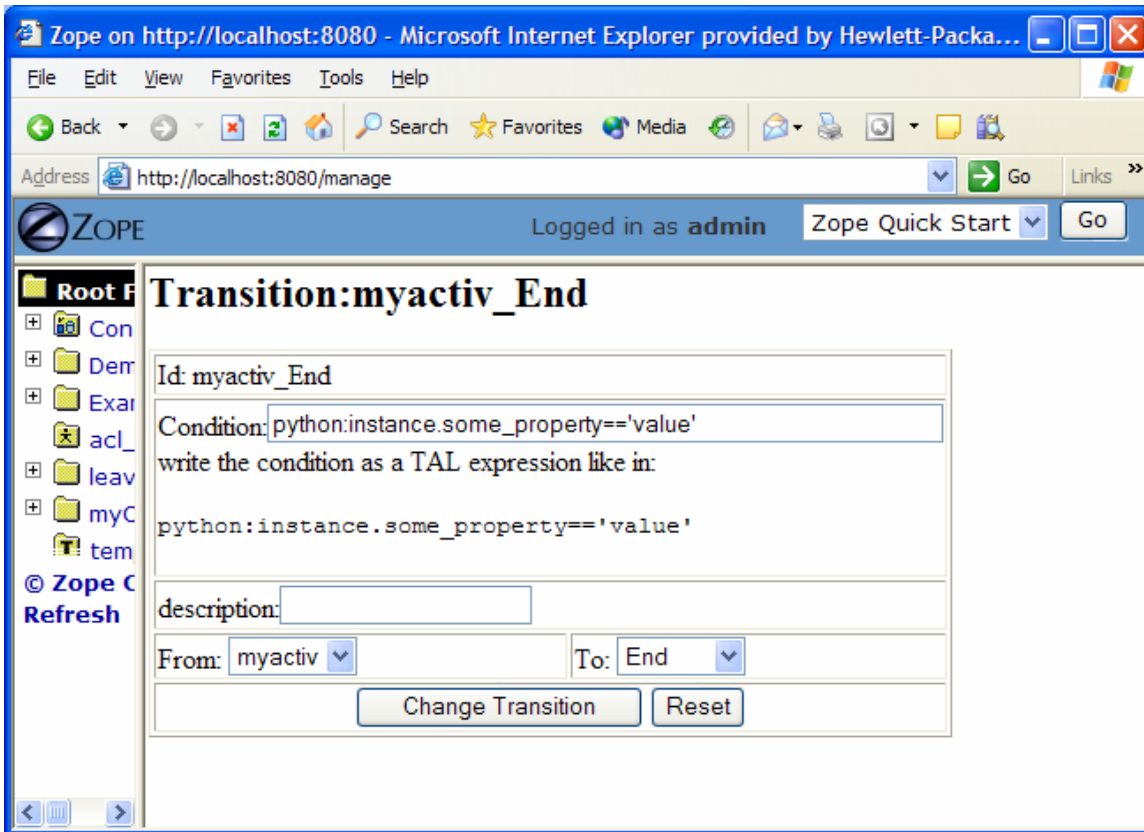 Zope on http://localhost:8080 - Microsoft Internet Explorer provided by Hewlett-Packa...
File Edit View Favorites Tools Help
Back Search Favorites Media
Address http://localhost:8080/manage Go Links »
ZOPE Logged in as admin Zope Quick Start Go
Root F
Con
Dem
Exar
acl_
leav
myC
tem
© Zope C
Refresh
Transition:myactiv_End
Id: myactiv_End
Condition: python:instance.some_property=='value'
write the condition as a TAL expression like in:
python:instance.some_property=='value'
description:
From: myactiv To: End
Change Transition Reset